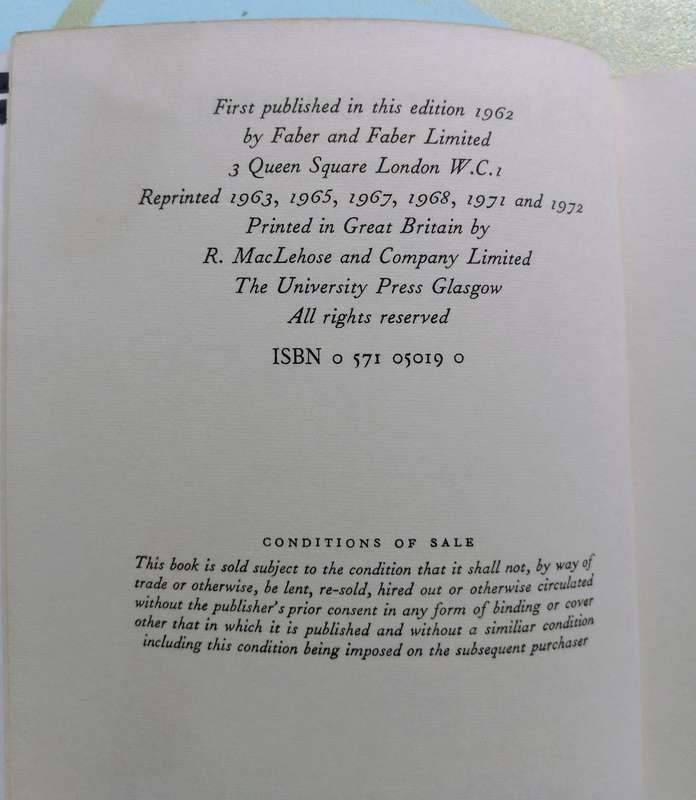 First published in this edition 1962
by Faber and Faber Limited
3 Queen Square London W.C.1
Reprinted 1963, 1965, 1967, 1968, 1971 and 1972
Printed in Great Britain by
R. MacLehose and Company Limited
The University Press Glasgow
All rights reserved
ISBN 0 571 05019 0
CONDITIONS OF SALE
This book is sold subject to the condition that it shall not, by way of
trade or otherwise, be lent, re-sold, hired out or otherwise circulated
without the publisher's prior consent in any form of binding or cover
other that in which it is published and without a similiar condition
including this condition being imposed on the subsequent purchaser